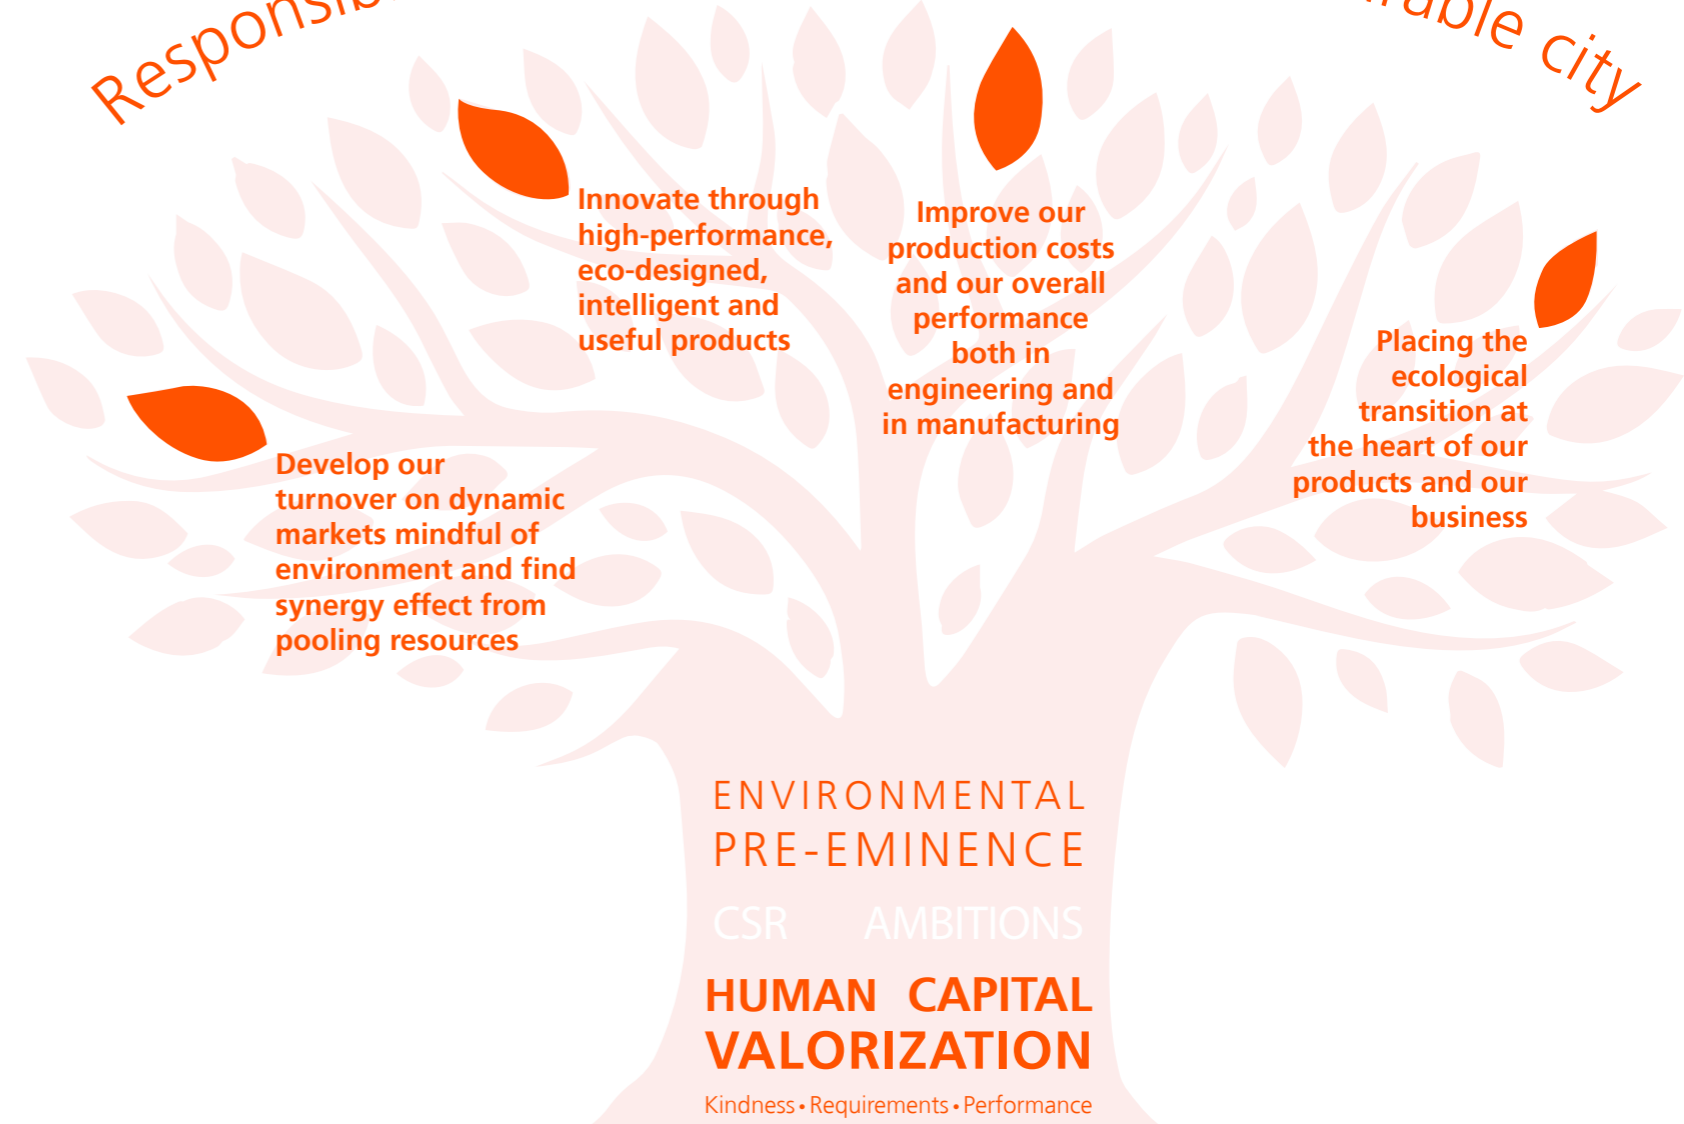 city
Innovate through
high-performance,
eco-designed,
intelligent and
useful products
Improve our
production costs
and our overall
performance
both in
engineering and
in manufacturing
Placing the
ecological
transition at
the heart of our
products and our
business
Develop our
turnover on dynamic
markets mindful of
environment and find
synergy effect from
pooling resources
ENVIRONMENTAL
PRE-EMINENCE
CSR AMBITIONS
HUMAN CAPITAL
VALORIZATION
Kindness • Requirements • Performance